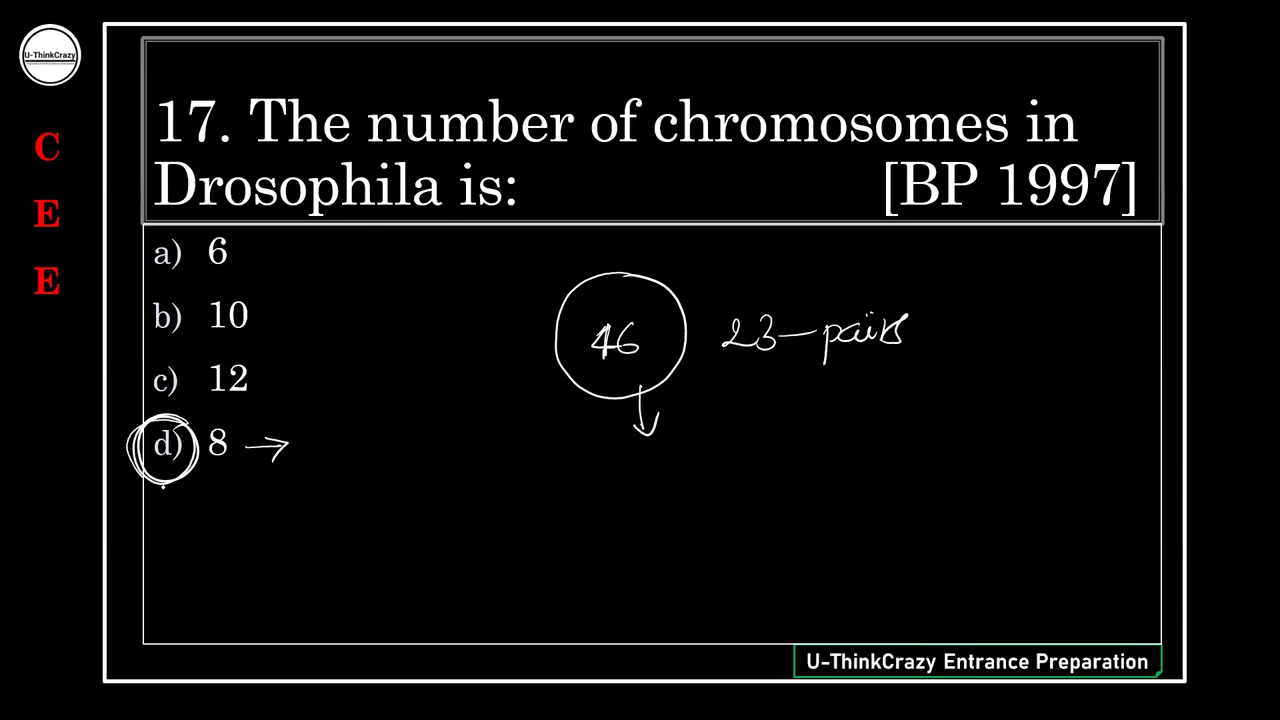 U-ThinkCrazy
C
E
E
17. The number of chromosomes in
Drosophila is: [BP 1997]
a) 6
b) 10
c) 12
d) 8 →
46 23-pairs
U-ThinkCrazy Entrance Preparation